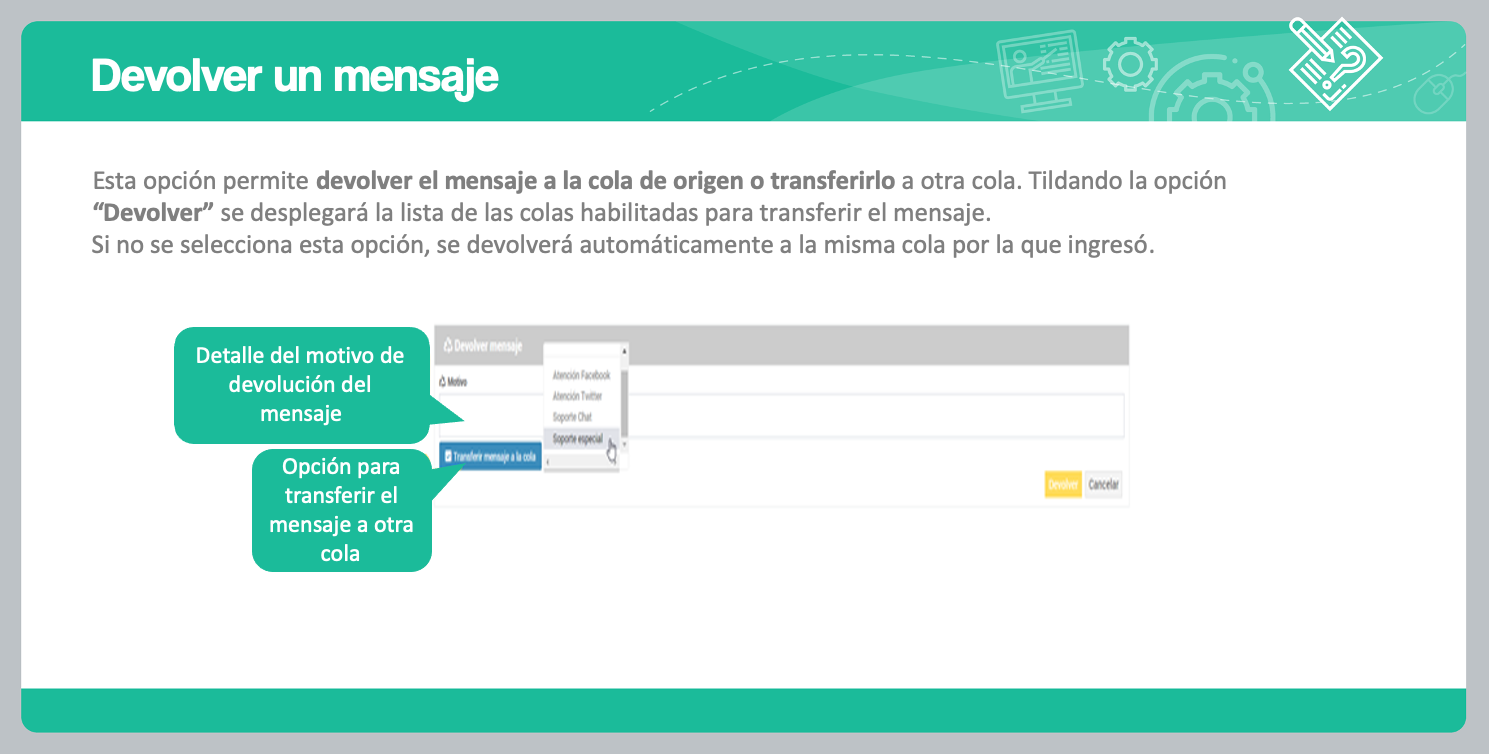 Devolver un mensaje
Esta opción permite devolver el mensaje a la cola de origen o transferirlo a otra cola. Tildando la opción
“Devolver” se desplegará la lista de las colas habilitadas para transferir el mensaje.
Si no se selecciona esta opción, se devolverá automáticamente a la misma cola por la que ingresó.
Detalle del motivo de
devolución del
mensaje
Opción para
transferir el
mensaje a otra
cola
Devolver mensaje
Motivo
Atención Facebook
Atención Twitter
Soporte Chat
Soporte especial
Transferir mensaje a la cola
Devolver
Cancelar